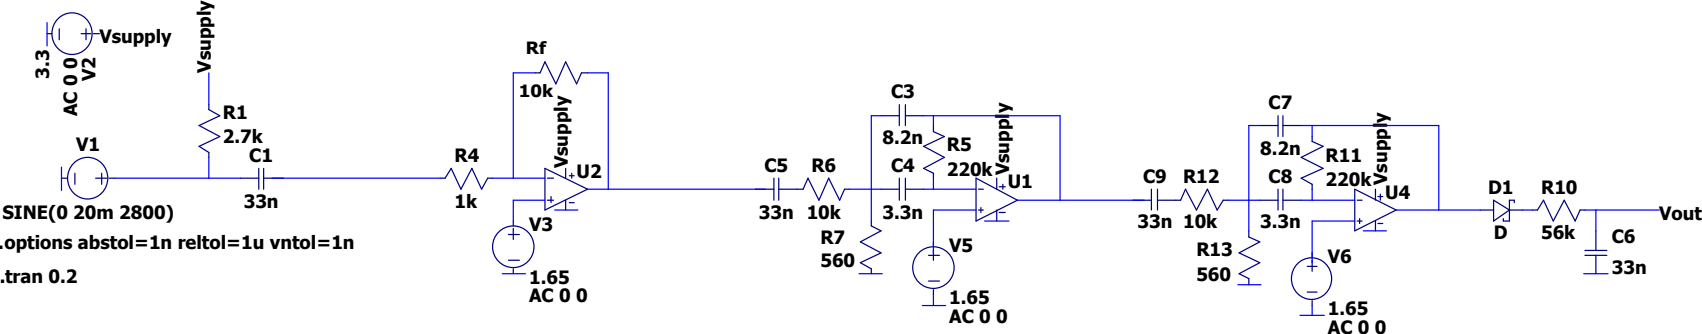 Vsupply
3.3
AC 0 0
V2
Vsupply
R1
2.7k
V1
SINE(0 20m 2800)
C1
33n
R4
1k
Rf
10k
Vsupply
U2
V3
1.65
AC 0 0
C5
33n
R6
10k
C3
8.2n
R5
220k
C4
3.3n
R7
560
Vsupply
U1
V5
1.65
AC 0 0
C9
33n
R12
10k
C7
8.2n
R11
220k
C8
3.3n
R13
560
Vsupply
U4
V6
1.65
AC 0 0
D1
D
R10
56k
C6
33n
Vout
.options abstol=1n reltol=1u vntol=1n
.tran 0.2